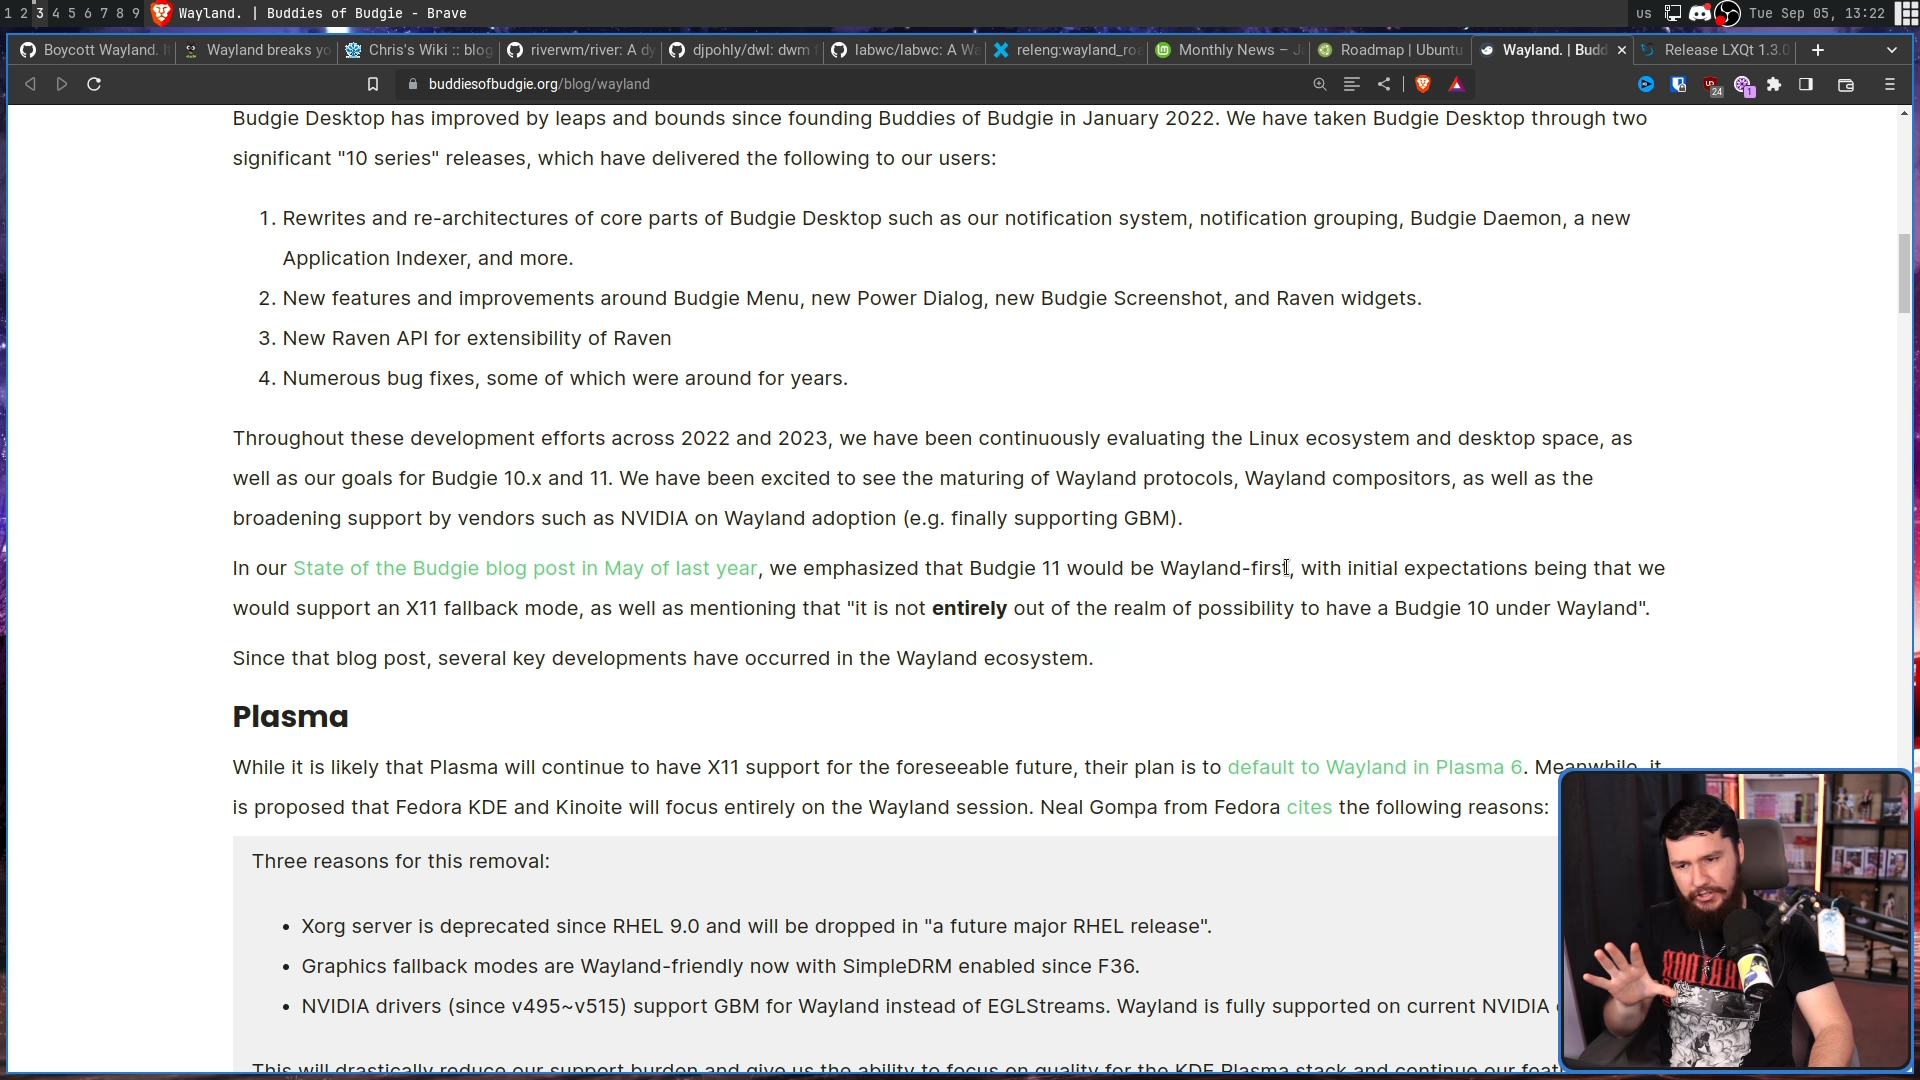 1 2 3 4 5 6 7 8 9 Wayland. | Buddies of Budgie - Brave us Tue Sep 05, 13:22
Boycott Wayland. I Wayland breaks yo Chris's Wiki :: blog riverwm/river: A dy djpohly/dwl: dwm labwc/labwc: A Wa releng:wayland_roa Monthly News – Roadmap | Ubuntu Wayland. | Budd Release LXQt 1.3.0
buddiesofbudgie.org/blog/wayland 24 1
Budgie Desktop has improved by leaps and bounds since founding Buddies of Budgie in January 2022. We have taken Budgie Desktop through two
significant "10 series" releases, which have delivered the following to our users:
1. Rewrites and re-architectures of core parts of Budgie Desktop such as our notification system, notification grouping, Budgie Daemon, a new
Application Indexer, and more.
2. New features and improvements around Budgie Menu, new Power Dialog, new Budgie Screenshot, and Raven widgets.
3. New Raven API for extensibility of Raven
4. Numerous bug fixes, some of which were around for years.
Throughout these development efforts across 2022 and 2023, we have been continuously evaluating the Linux ecosystem and desktop space, as
well as our goals for Budgie 10.x and 11. We have been excited to see the maturing of Wayland protocols, Wayland compositors, as well as the
broadening support by vendors such as NVIDIA on Wayland adoption (e.g. finally supporting GBM).
In our State of the Budgie blog post in May of last year, we emphasized that Budgie 11 would be Wayland-first, with initial expectations being that we
would support an X11 fallback mode, as well as mentioning that "it is not entirely out of the realm of possibility to have a Budgie 10 under Wayland".
Since that blog post, several key developments have occurred in the Wayland ecosystem.
Plasma
While it is likely that Plasma will continue to have X11 support for the foreseeable future, their plan is to default to Wayland in Plasma 6. Meanwhile, it
is proposed that Fedora KDE and Kinoite will focus entirely on the Wayland session. Neal Gompa from Fedora cites the following reasons:
Three reasons for this removal:
• Xorg server is deprecated since RHEL 9.0 and will be dropped in "a future major RHEL release".
• Graphics fallback modes are Wayland-friendly now with SimpleDRM enabled since F36.
• NVIDIA drivers (since v495~v515) support GBM for Wayland instead of EGLStreams. Wayland is fully supported on current NVIDIA
This will drastically reduce our support burden and give us the ability to focus on quality for the KDE Plasma stack and continue our feat